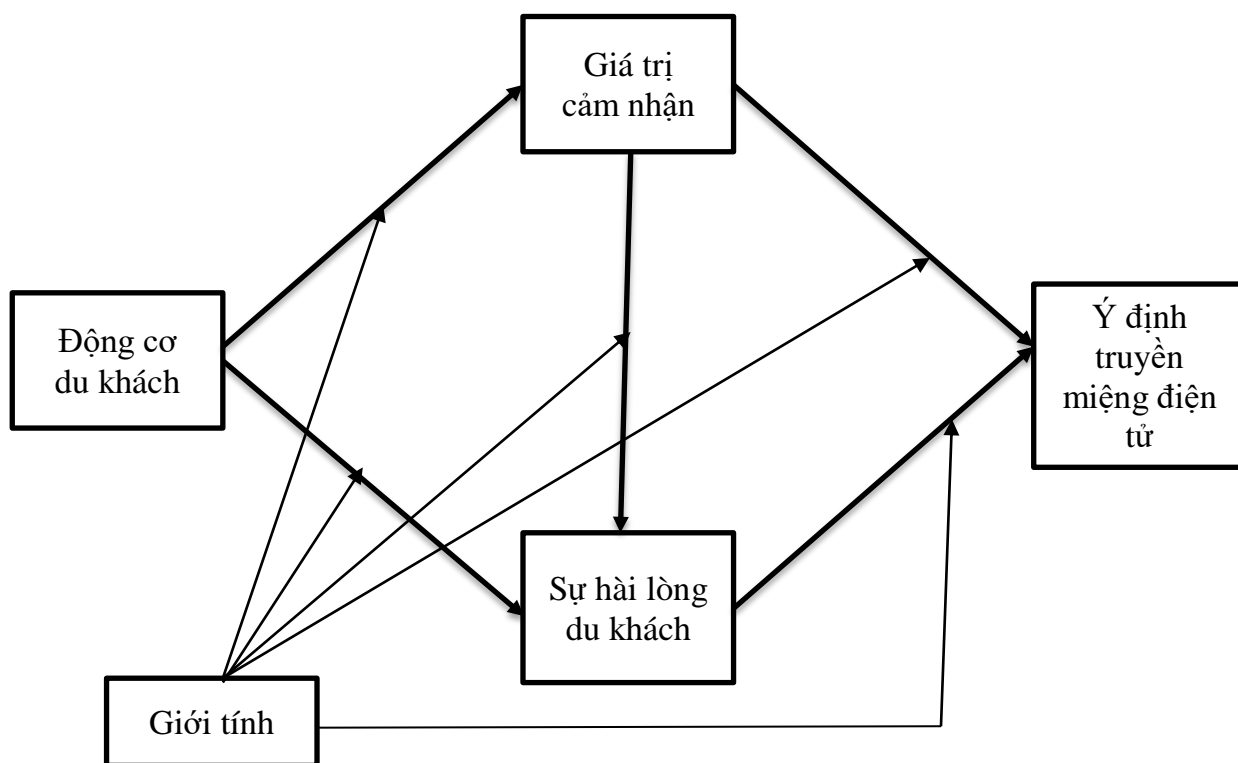 Giá trị
cảm nhận
Động cơ
du khách
Ý định
truyền
miệng điện
tử
Sự hài lòng
du khách
Giới tính